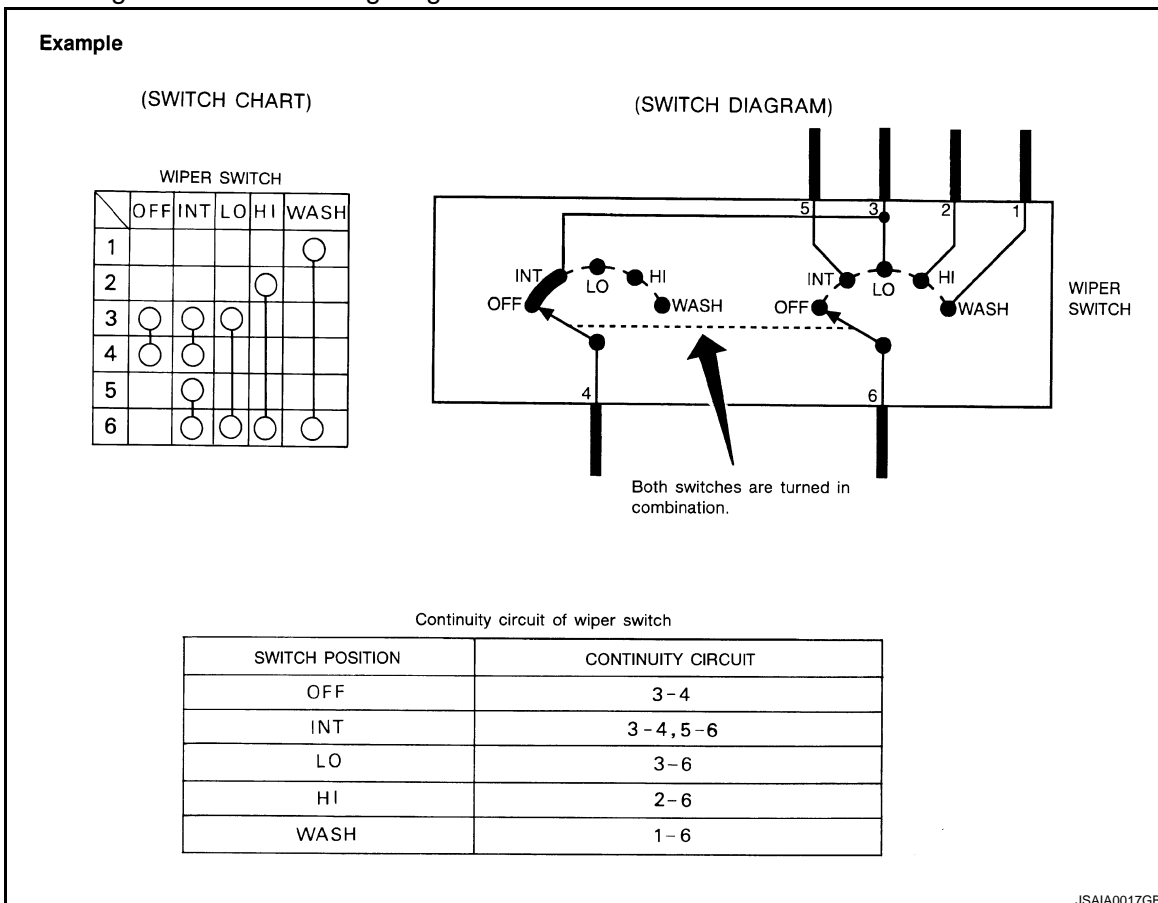 Example
(SWITCH CHART)
(SWITCH DIAGRAM)
WIPER SWITCH
OFF INT LO HI WASH
1
2
3
4
5
6
5 3 2 1
INT LO HI
OFF WASH
INT LO HI
OFF WASH
WIPER
SWITCH
4 6
Both switches are turned in
combination.
Continuity circuit of wiper switch
SWITCH POSITION CONTINUITY CIRCUIT
OFF 3-4
INT 3-4,5-6
LO 3-6
HI 2-6
WASH 1-6